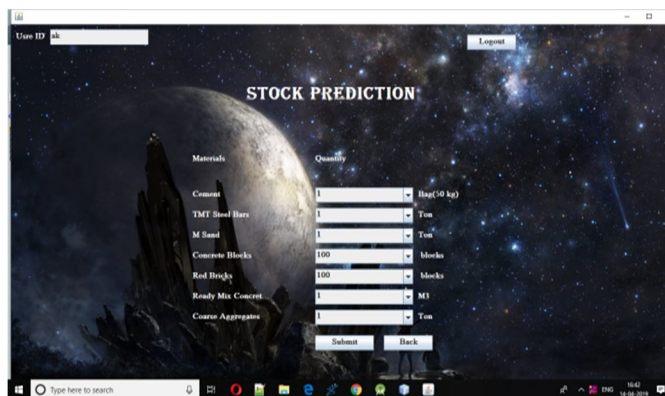 Usre ID ak
Logout
STOCK PREDICTION
Materials Quantity
Cement 1 Bag(50 kg)
TMT Steel Bars 1 Ton
M Sand 1 Ton
Concrete Blocks 100 blocks
Red Bricks 100 blocks
Ready Mix Concret 1 M3
Coarse Aggregates 1 Ton
Submit Back
Type here to search
ENG
16:42
14-04-2019